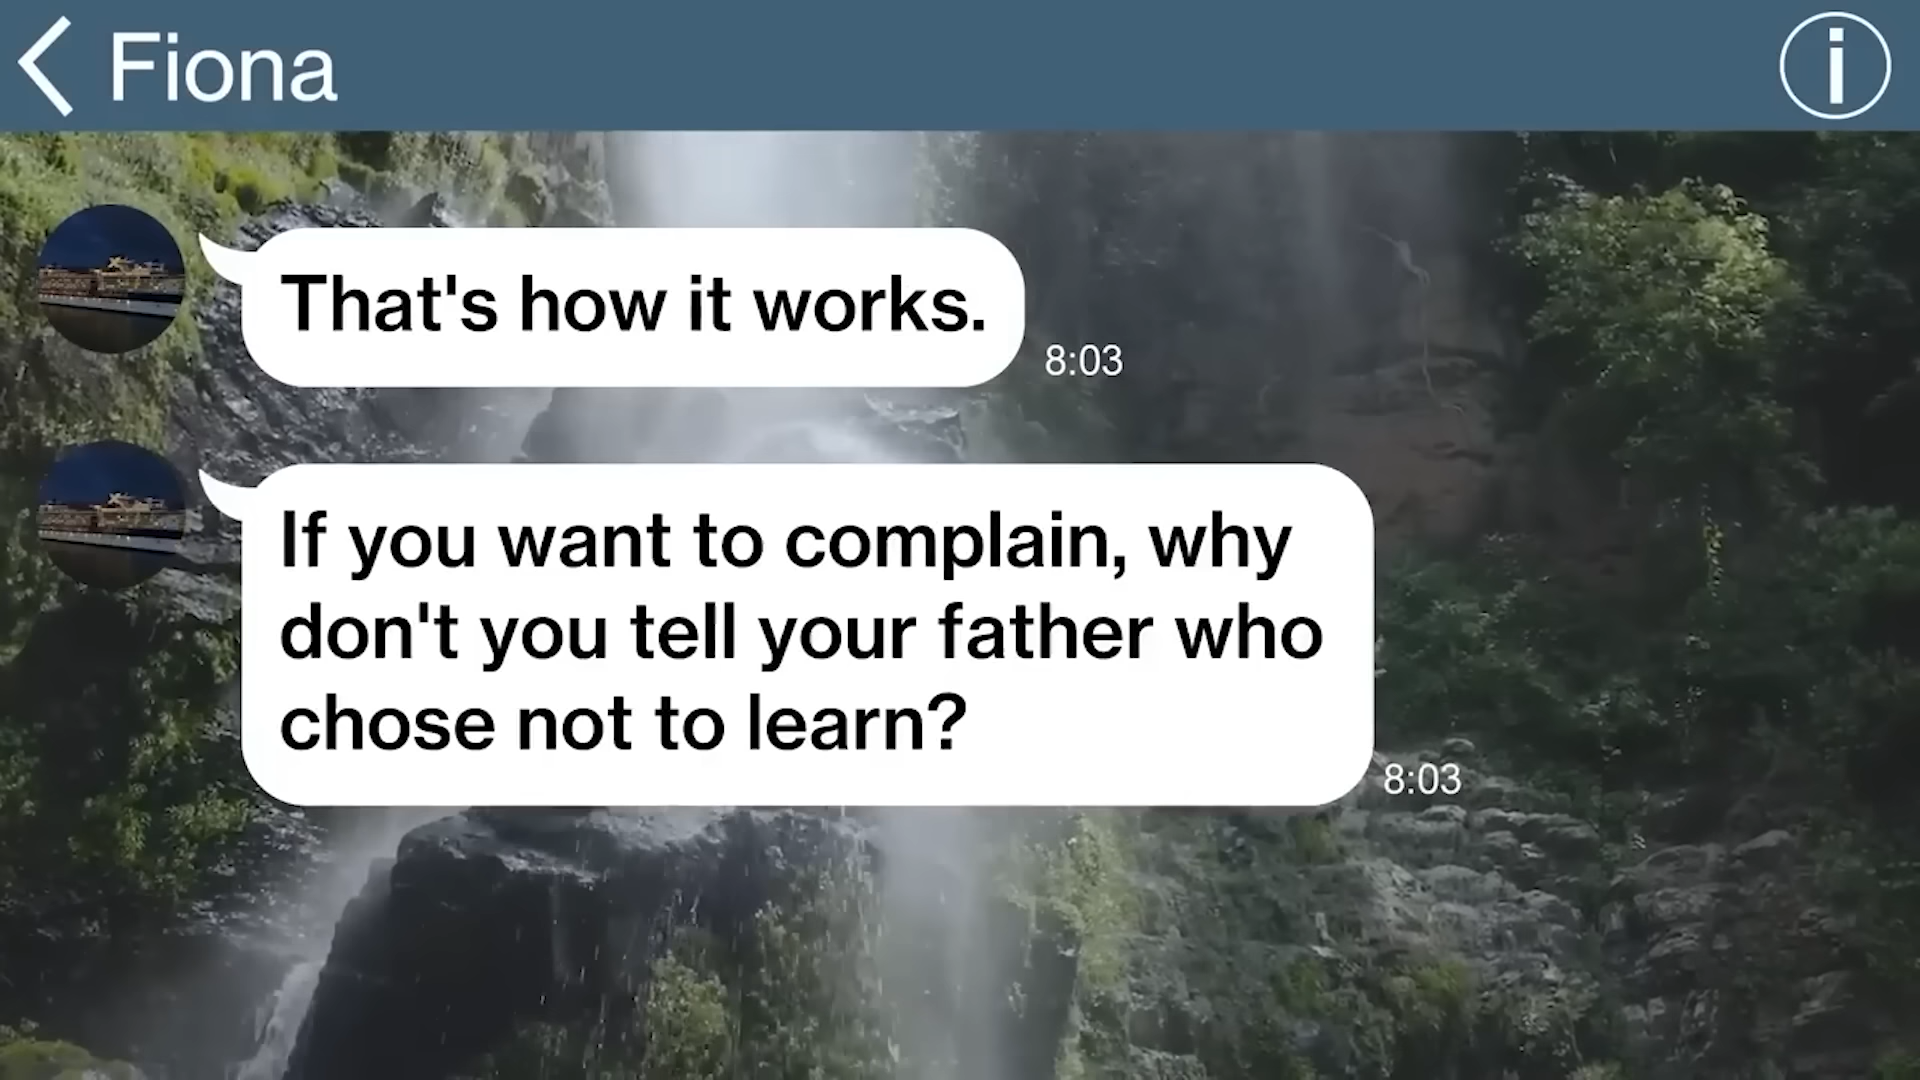 Fiona
That's how it works.
8:03
If you want to complain, why
don't you tell your father who
chose not to learn?
8:03